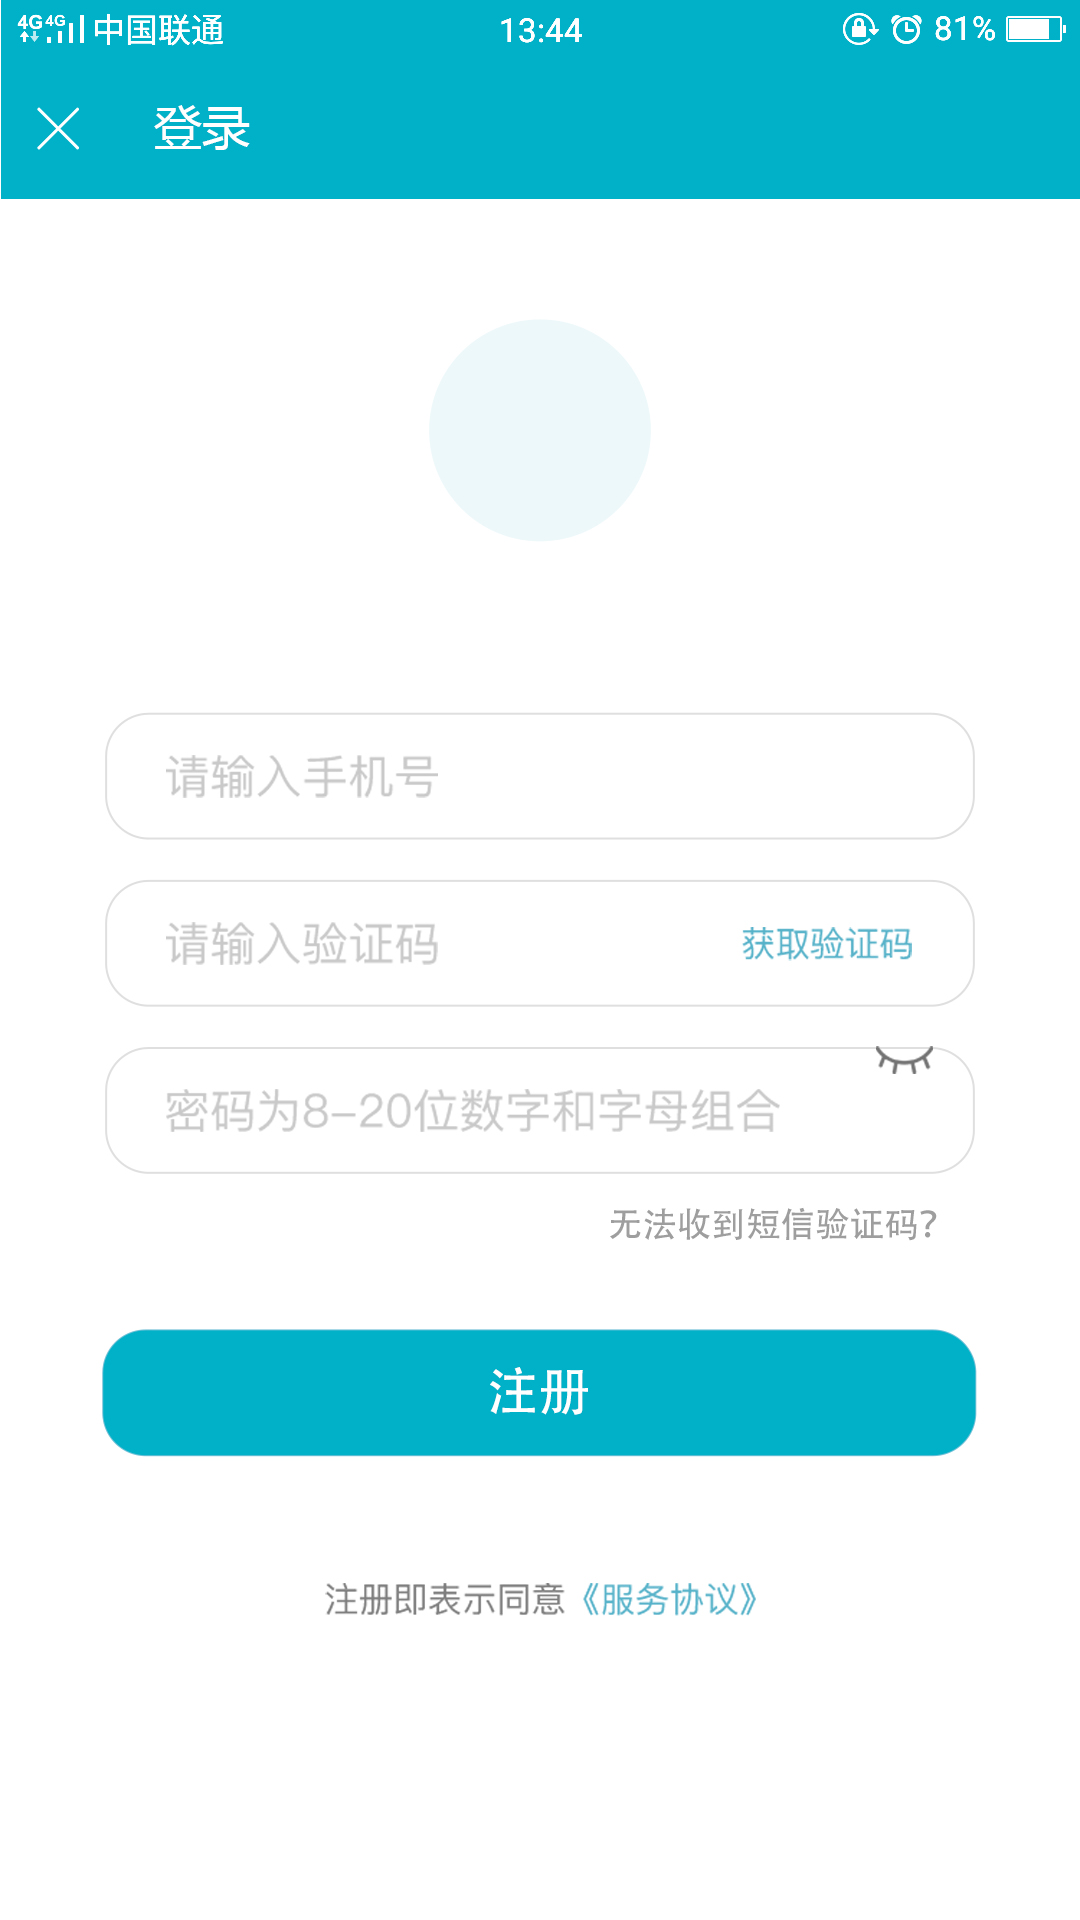 4G 4G 中国联通 13:44 81%
登录
请输入手机号
请输入验证码 获取验证码
密码为8-20位数字和字母组合
无法收到短信验证码?
注册
注册即表示同意《服务协议》